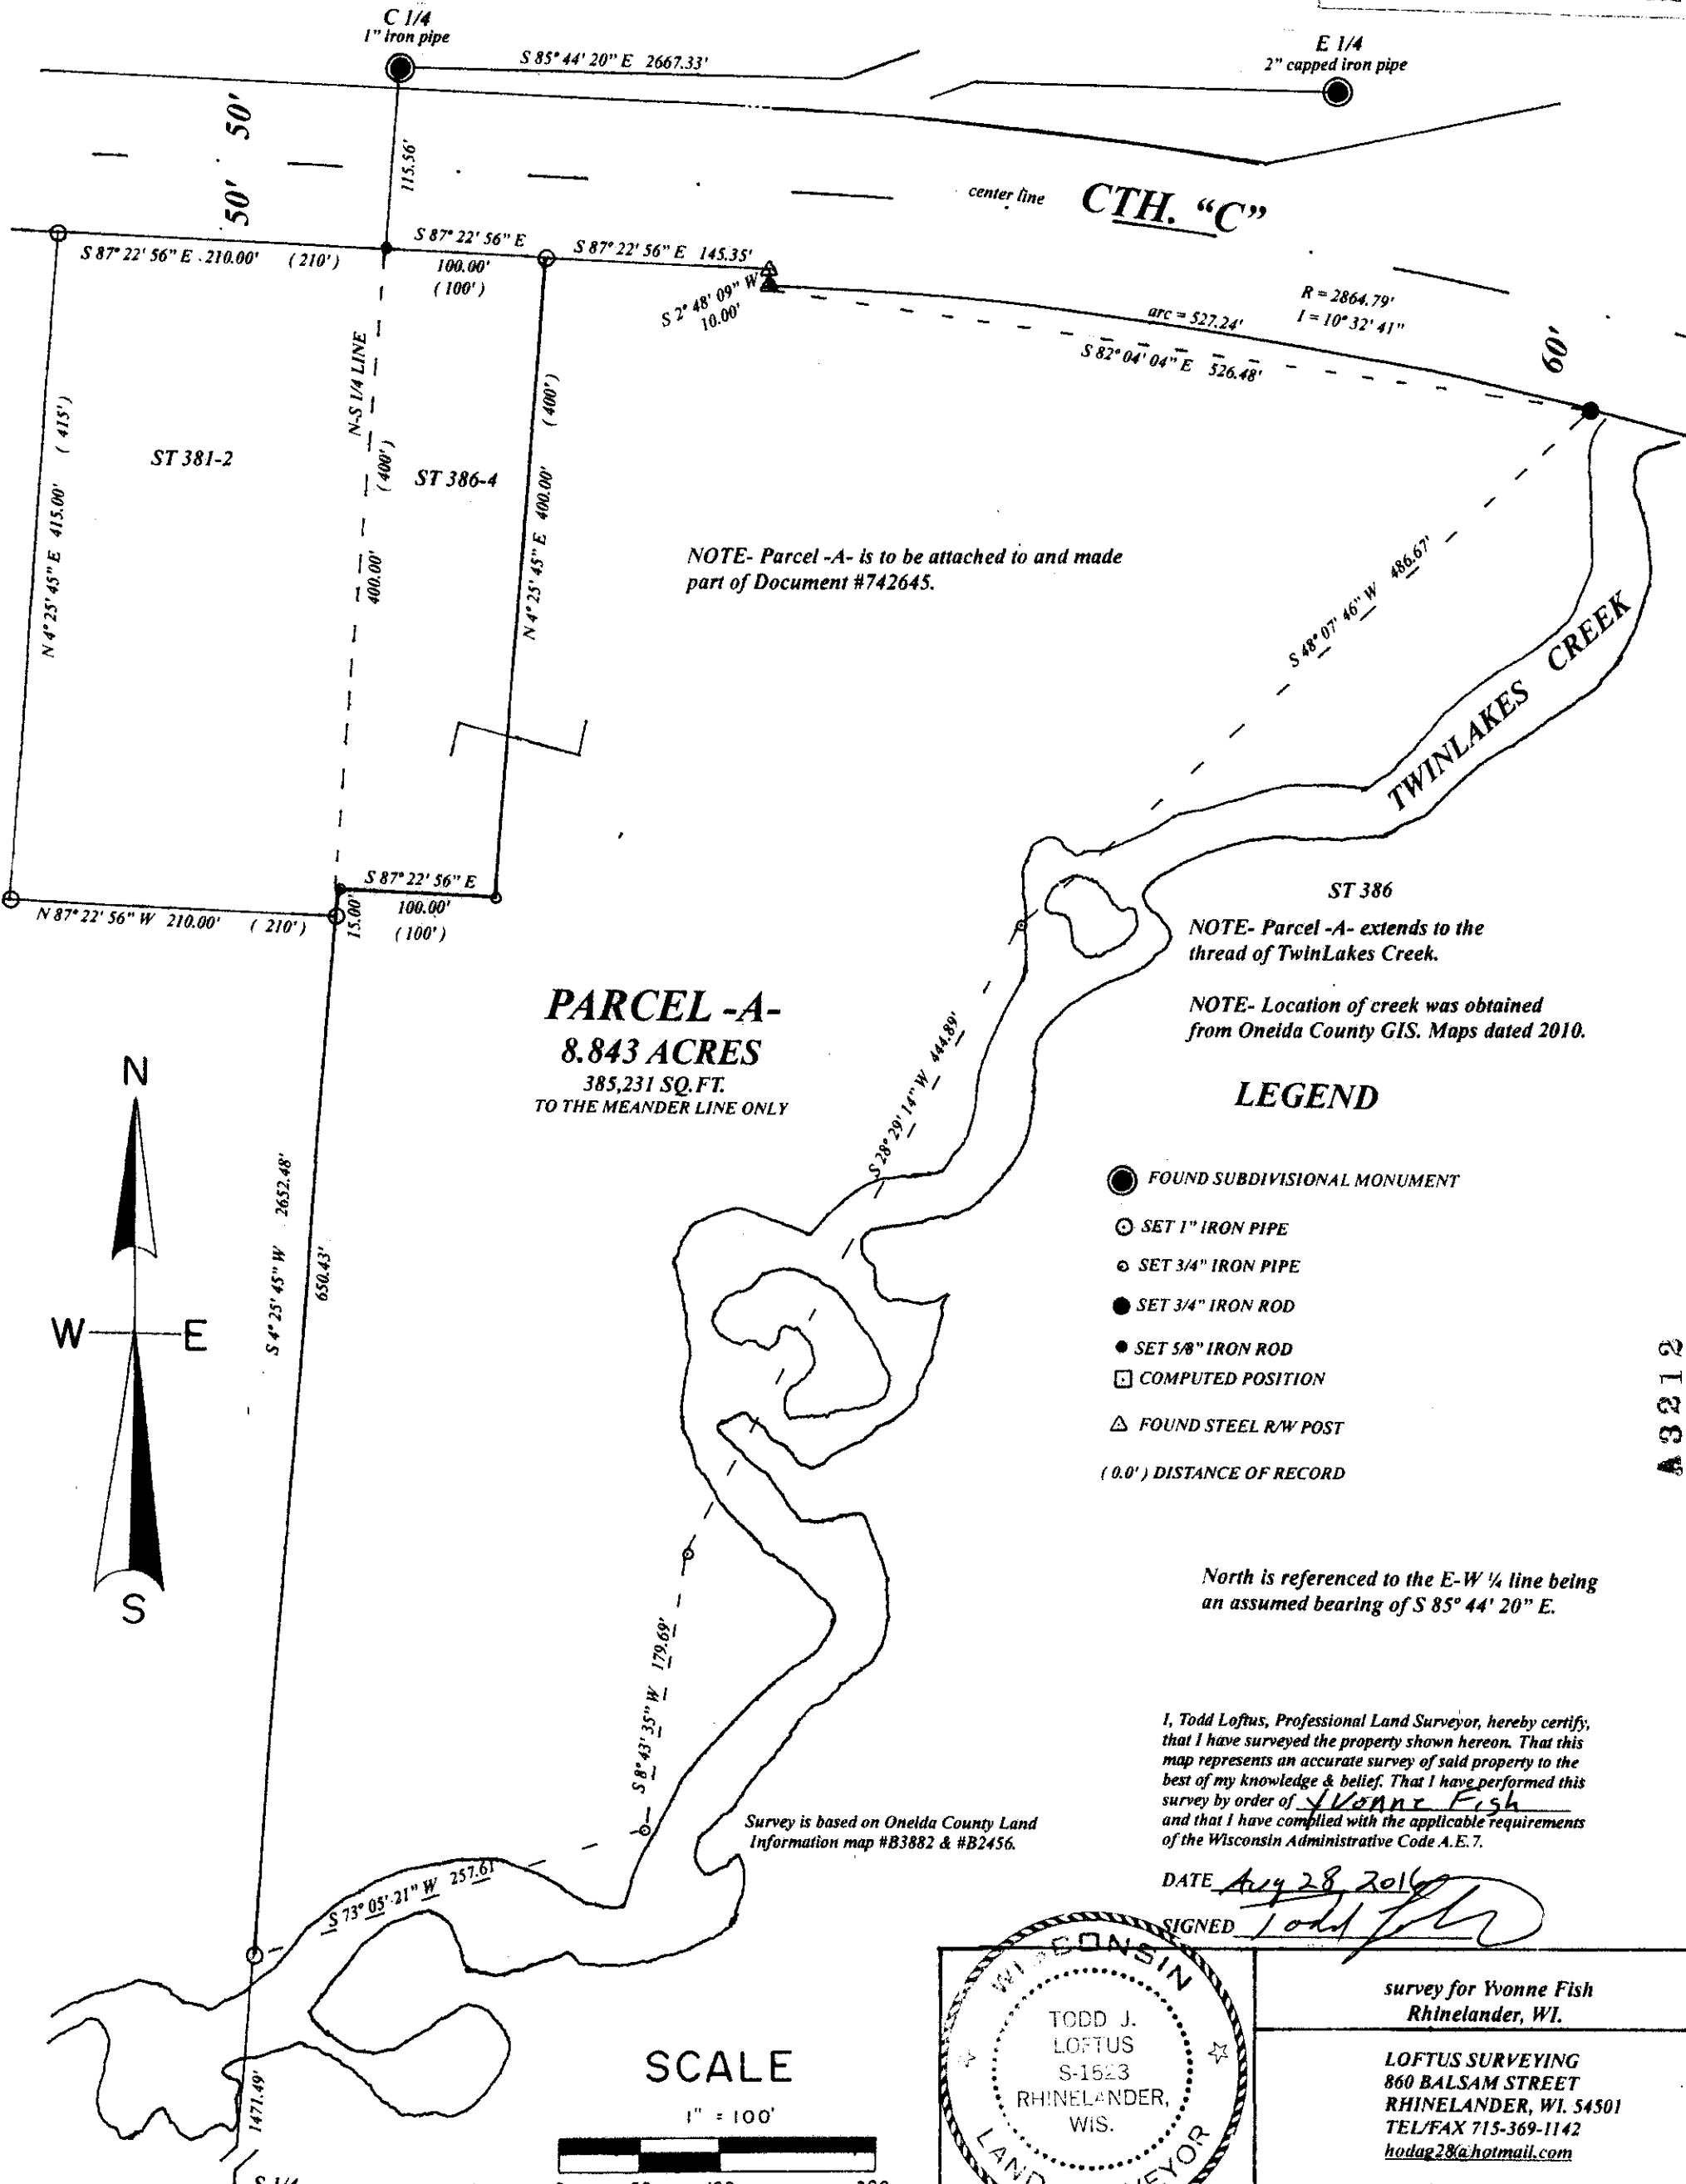 C 1/4
1" iron pipe
S 85° 44' 20" E 2667.33'
E 1/4
2" capped iron pipe
50'
50'
115.56'
center line
CTH. "C"
S 87° 22' 56" E 210.00' ( 210' )
S 87° 22' 56" E
100.00'
( 100' )
S 87° 22' 56" E 145.35'
S 2° 48' 09" W
10.00'
R = 2864.79'
I = 10° 32' 41"
arc = 527.24'
S 82° 04' 04" E 526.48'
60'
N 4° 25' 45" E 415.00' ( 415' )
ST 381-2
N-S 1/4 LINE
( 400' )
400.00'
ST 386-4
N 4° 25' 45" E 400.00' ( 400' )
NOTE- Parcel -A- is to be attached to and made
part of Document #742645.
S 48° 07' 46" W 486.67'
TWINLAKES CREEK
S 87° 22' 56" E
100.00'
( 100' )
N 87° 22' 56" W 210.00' ( 210' )
15.00'
ST 386
NOTE- Parcel -A- extends to the
thread of TwinLakes Creek.
NOTE- Location of creek was obtained
from Oneida County GIS. Maps dated 2010.
PARCEL -A-
8.843 ACRES
385,231 SQ.FT.
TO THE MEANDER LINE ONLY
S 28° 29' 14" W 444.89'
N
W E
S
S 4° 25' 45" W 2652.48'
650.43'
LEGEND
FOUND SUBDIVISIONAL MONUMENT
SET 1" IRON PIPE
SET 3/4" IRON PIPE
SET 3/4" IRON ROD
SET 5/8" IRON ROD
COMPUTED POSITION
FOUND STEEL R/W POST
( 0.0' ) DISTANCE OF RECORD
A3212
North is referenced to the E-W ¼ line being
an assumed bearing of S 85° 44' 20" E.
S 8° 43' 35" W 179.69'
Survey is based on Oneida County Land
Information map #B3882 & #B2456.
S 73° 05' 21" W 257.61
I, Todd Loftus, Professional Land Surveyor, hereby certify,
that I have surveyed the property shown hereon. That this
map represents an accurate survey of said property to the
best of my knowledge & belief. That I have performed this
survey by order of Yvonne Fish
and that I have complied with the applicable requirements
of the Wisconsin Administrative Code A.E.7.
DATE Aug 28, 2016
SIGNED Todd
WISCONSIN
TODD J.
LOFTUS
S-1523
RHINELANDER,
WIS.
LAND SURVEYOR
survey for Yvonne Fish
Rhinelander, WI.
LOFTUS SURVEYING
860 BALSAM STREET
RHINELANDER, WI. 54501
TEL/FAX 715-369-1142
hodag28@hotmail.com
1471.49'
S 1/4
SCALE
1" = 100'